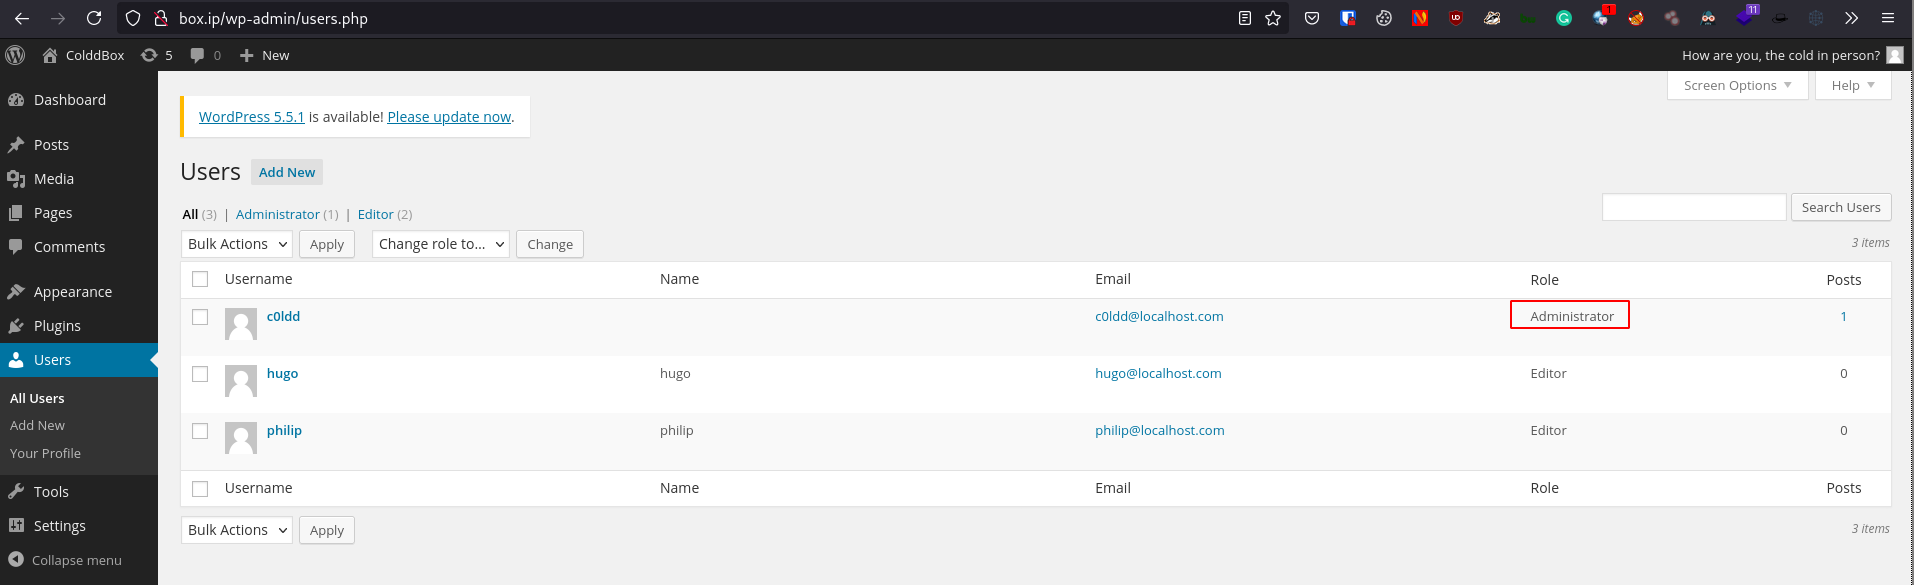 box.ip/wp-admin/users.php
1
11
ColddBox 5 0 New
How are you, the cold in person?
Dashboard
Posts
Media
Pages
Comments
Appearance
Plugins
Users
All Users
Add New
Your Profile
Tools
Settings
Collapse menu
Screen Options Help
WordPress 5.5.1 is available! Please update now.
Users Add New
All (3) | Administrator (1) | Editor (2)
Search Users
Bulk Actions Apply Change role to... Change
3 items
Username Name Email Role Posts
c0ldd c0ldd@localhost.com Administrator 1
hugo hugo hugo@localhost.com Editor 0
philip philip philip@localhost.com Editor 0
Username Name Email Role Posts
Bulk Actions Apply
3 items